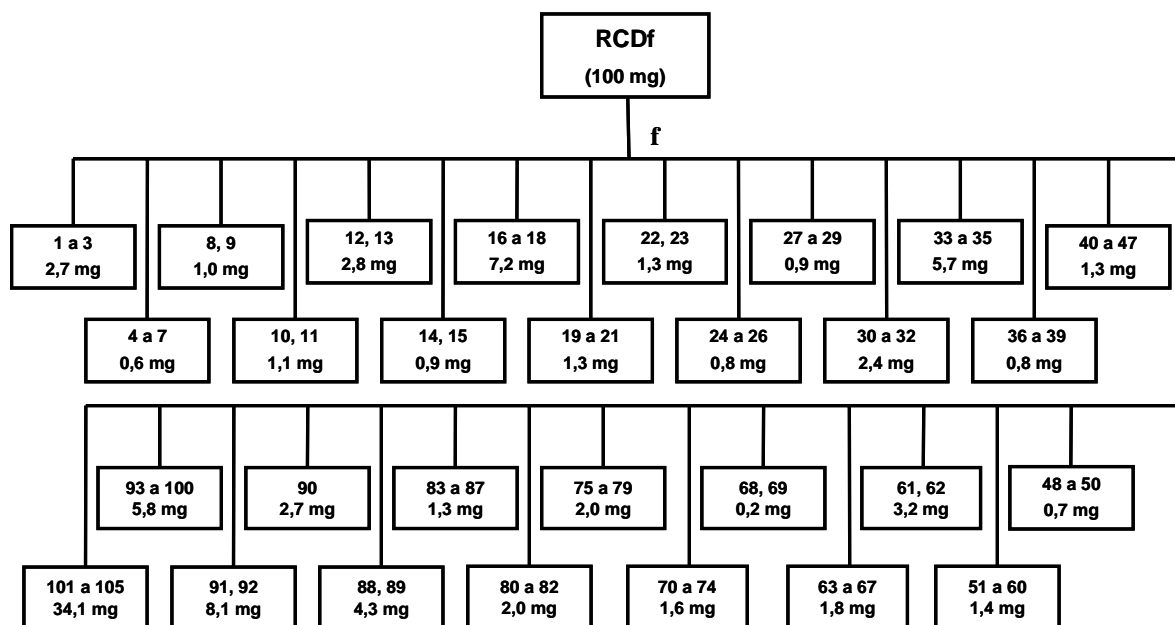 RCDf
(100 mg)
f
1 a 3
2,7 mg
8, 9
1,0 mg
12, 13
2,8 mg
16 a 18
7,2 mg
22, 23
1,3 mg
27 a 29
0,9 mg
33 a 35
5,7 mg
40 a 47
1,3 mg
4 a 7
0,6 mg
10, 11
1,1 mg
14, 15
0,9 mg
19 a 21
1,3 mg
24 a 26
0,8 mg
30 a 32
2,4 mg
36 a 39
0,8 mg
93 a 100
5,8 mg
90
2,7 mg
83 a 87
1,3 mg
75 a 79
2,0 mg
68, 69
0,2 mg
61, 62
3,2 mg
48 a 50
0,7 mg
101 a 105
34,1 mg
91, 92
8,1 mg
88, 89
4,3 mg
80 a 82
2,0 mg
70 a 74
1,6 mg
63 a 67
1,8 mg
51 a 60
1,4 mg